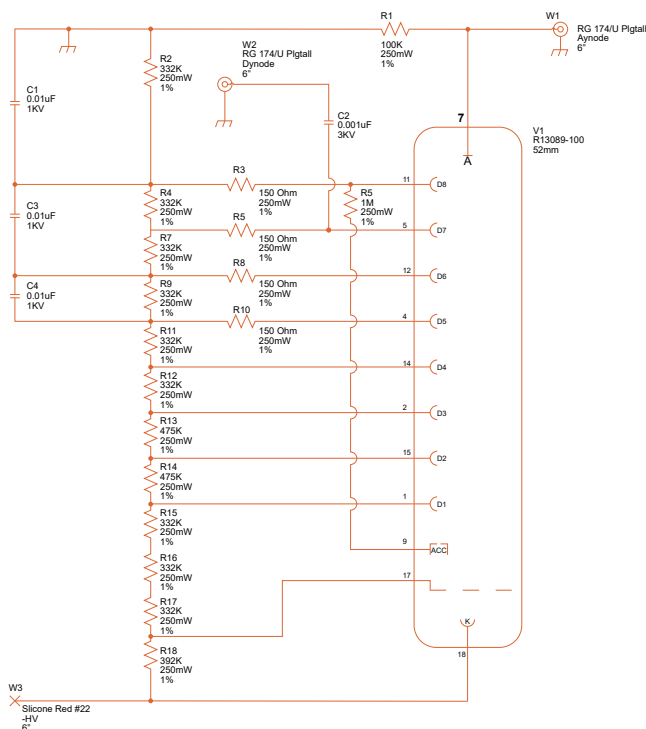 R1
100K
250mW
1%
W1
RG 174/U Plgtall
Aynode
6"
R2
332K
250mW
1%
W2
RG 174/U Plgtall
Dynode
6"
C1
0.01uF
1KV
C2
0.001uF
3KV
7
V1
R13089-100
52mm
A
R3
150 Ohm
250mW
1%
11
D8
R4
332K
250mW
1%
R5
1M
250mW
1%
C3
0.01uF
1KV
R5
150 Ohm
250mW
1%
5
D7
R7
332K
250mW
1%
R8
150 Ohm
250mW
1%
12
D6
C4
0.01uF
1KV
R9
332K
250mW
1%
R10
150 Ohm
250mW
1%
4
D5
R11
332K
250mW
1%
14
D4
R12
332K
250mW
1%
2
D3
R13
475K
250mW
1%
15
D2
R14
475K
250mW
1%
1
D1
R15
332K
250mW
1%
9
ACC
R16
332K
250mW
1%
17
R17
332K
250mW
1%
K
R18
392K
250mW
1%
18
W3
Slicone Red #22
-HV
6"